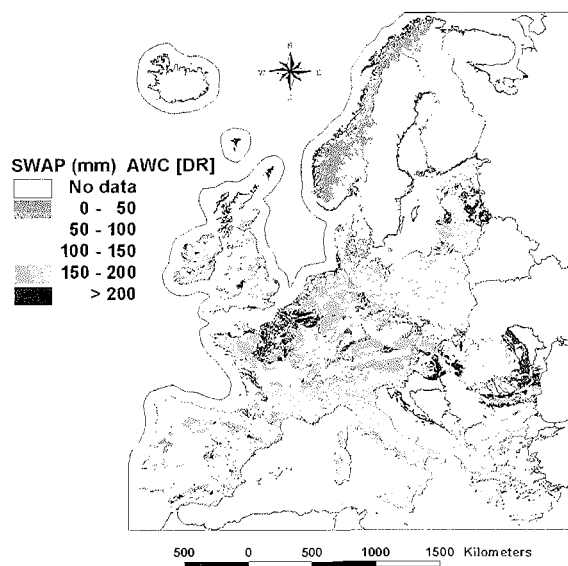 N
W E
S
SWAP (mm) AWC [DR]
No data
0 - 50
50 - 100
100 - 150
150 - 200
> 200
500 0 500 1000 1500 Kilometers